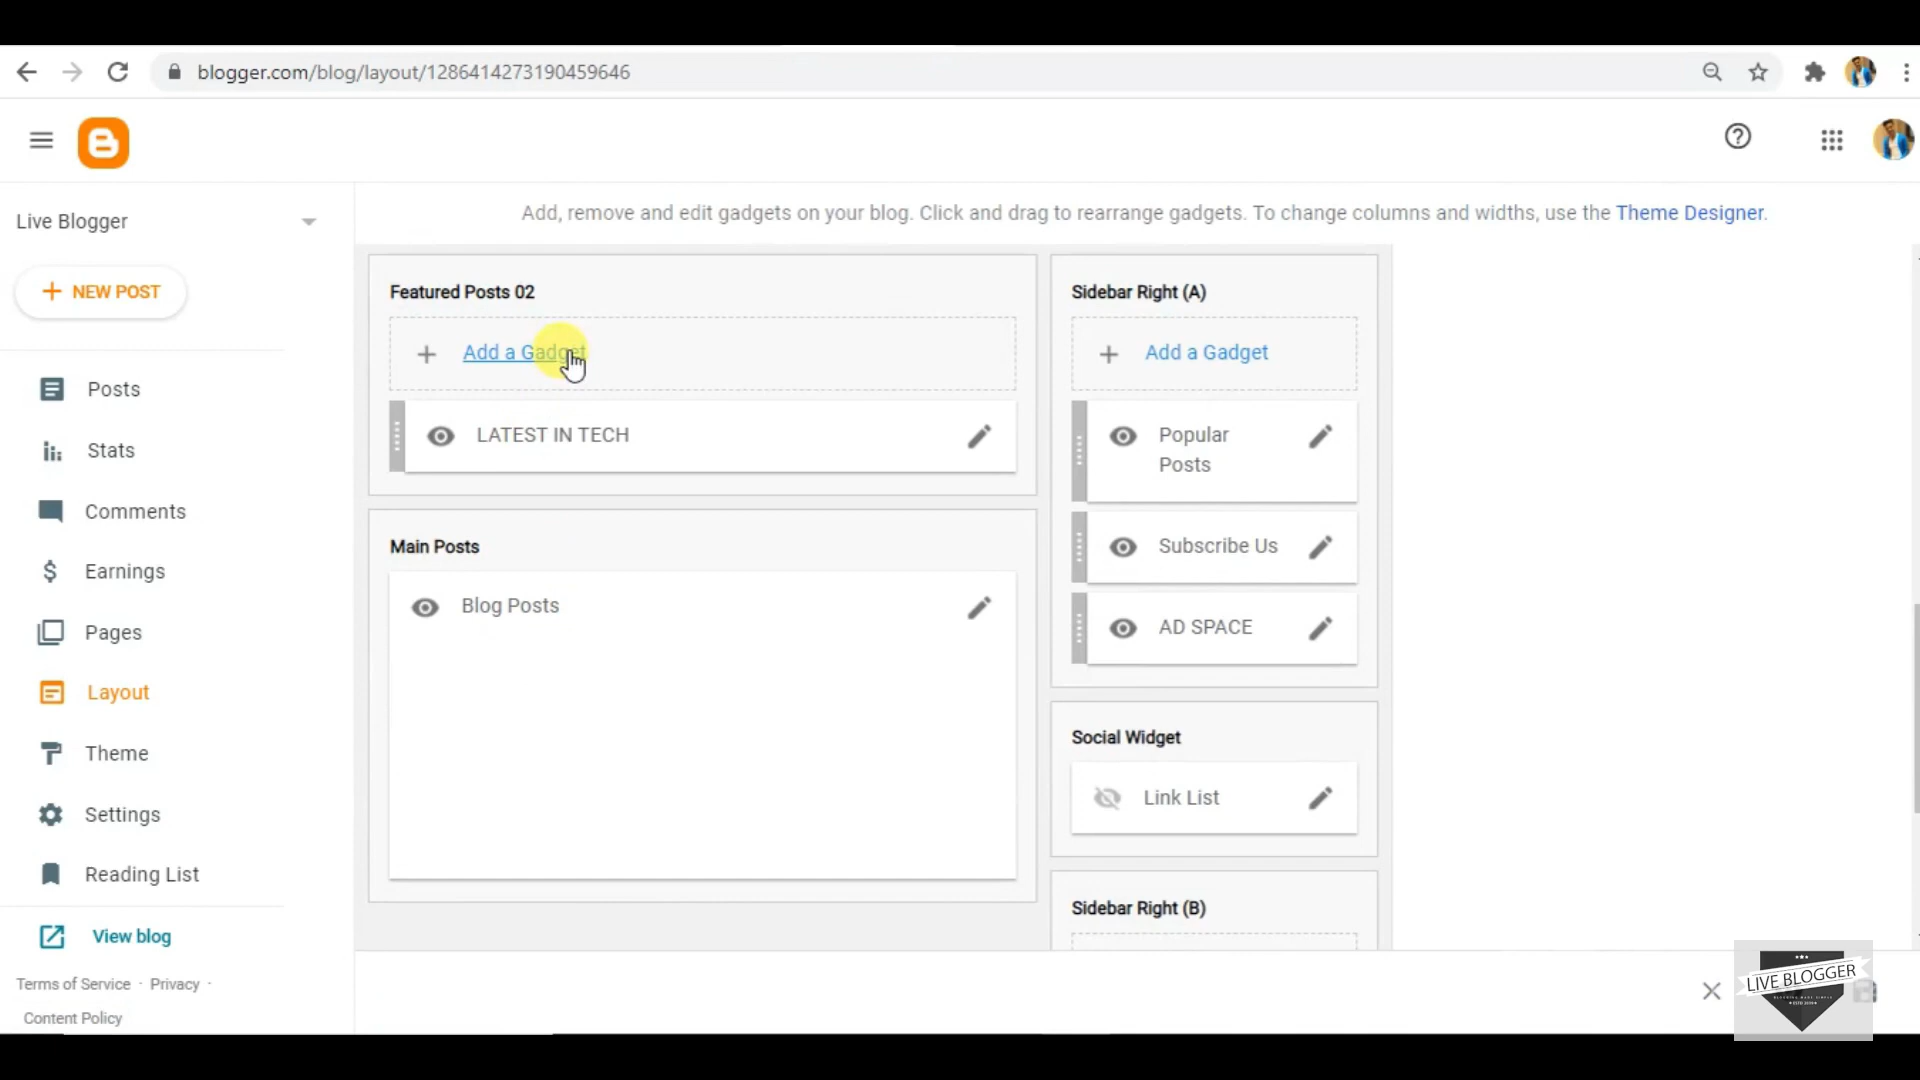 blogger.com/blog/layout/1286414273190459646
Live Blogger
Add, remove and edit gadgets on your blog. Click and drag to rearrange gadgets. To change columns and widths, use the Theme Designer.
NEW POST
Posts
Stats
Comments
Earnings
Pages
Layout
Theme
Settings
Reading List
View blog
Terms of Service · Privacy ·
Content Policy
Featured Posts 02
Add a Gadget
LATEST IN TECH
Main Posts
Blog Posts
Sidebar Right (A)
Add a Gadget
Popular
Posts
Subscribe Us
AD SPACE
Social Widget
Link List
Sidebar Right (B)
LIVE BLOGGER